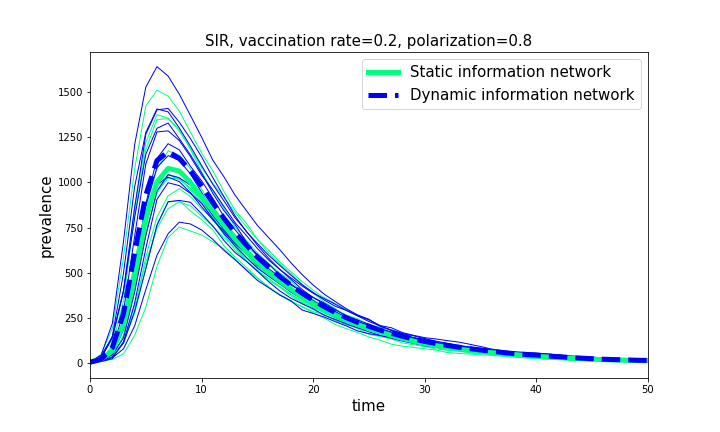 SIR, vaccination rate=0.2, polarization=0.8
Static information network
Dynamic information network
prevalence
1500
1250
1000
750
500
250
0
0 10 20 30 40 50
time